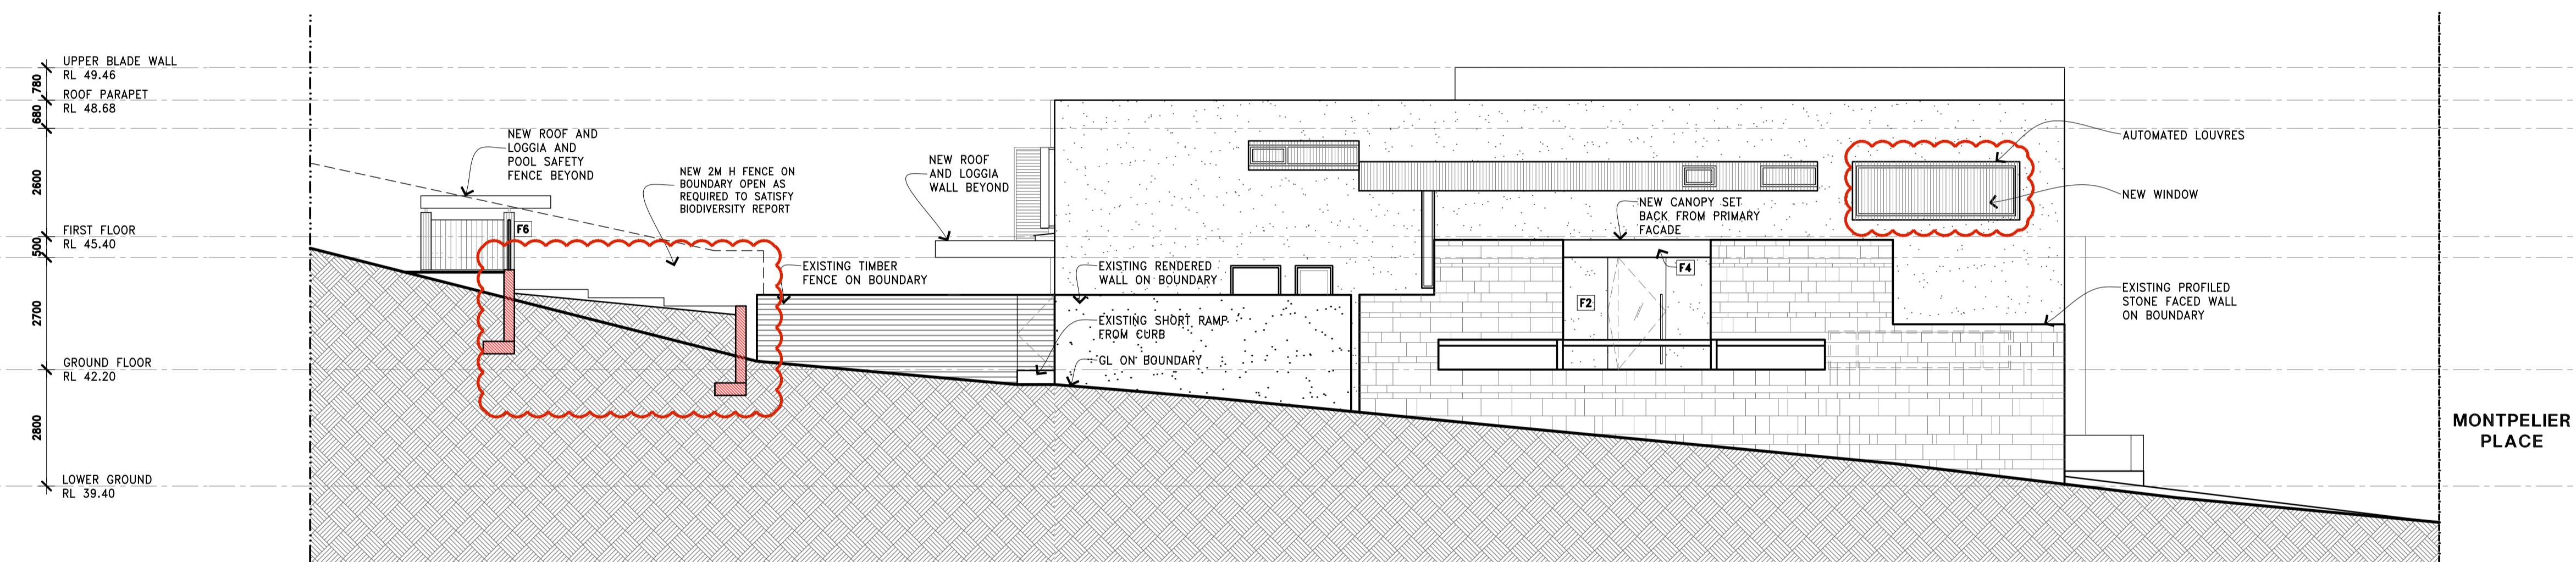 UPPER BLADE WALL
RL 49.46
780
ROOF PARAPET
RL 48.68
680
2600
FIRST FLOOR
RL 45.40
500
2700
GROUND FLOOR
RL 42.20
2800
LOWER GROUND
RL 39.40
NEW ROOF AND
LOGGIA AND
POOL SAFETY
FENCE BEYOND
F6
NEW 2M H FENCE ON
BOUNDARY OPEN AS
REQUIRED TO SATISFY
BIODIVERSITY REPORT
NEW ROOF
AND LOGGIA
WALL BEYOND
EXISTING TIMBER
FENCE ON BOUNDARY
EXISTING RENDERED
WALL ON BOUNDARY
EXISTING SHORT RAMP
FROM CURB
GL ON BOUNDARY
NEW CANOPY SET
BACK FROM PRIMARY
FACADE
F4
F2
AUTOMATED LOUVRES
NEW WINDOW
EXISTING PROFILED
STONE FACED WALL
ON BOUNDARY
MONTPELIER
PLACE